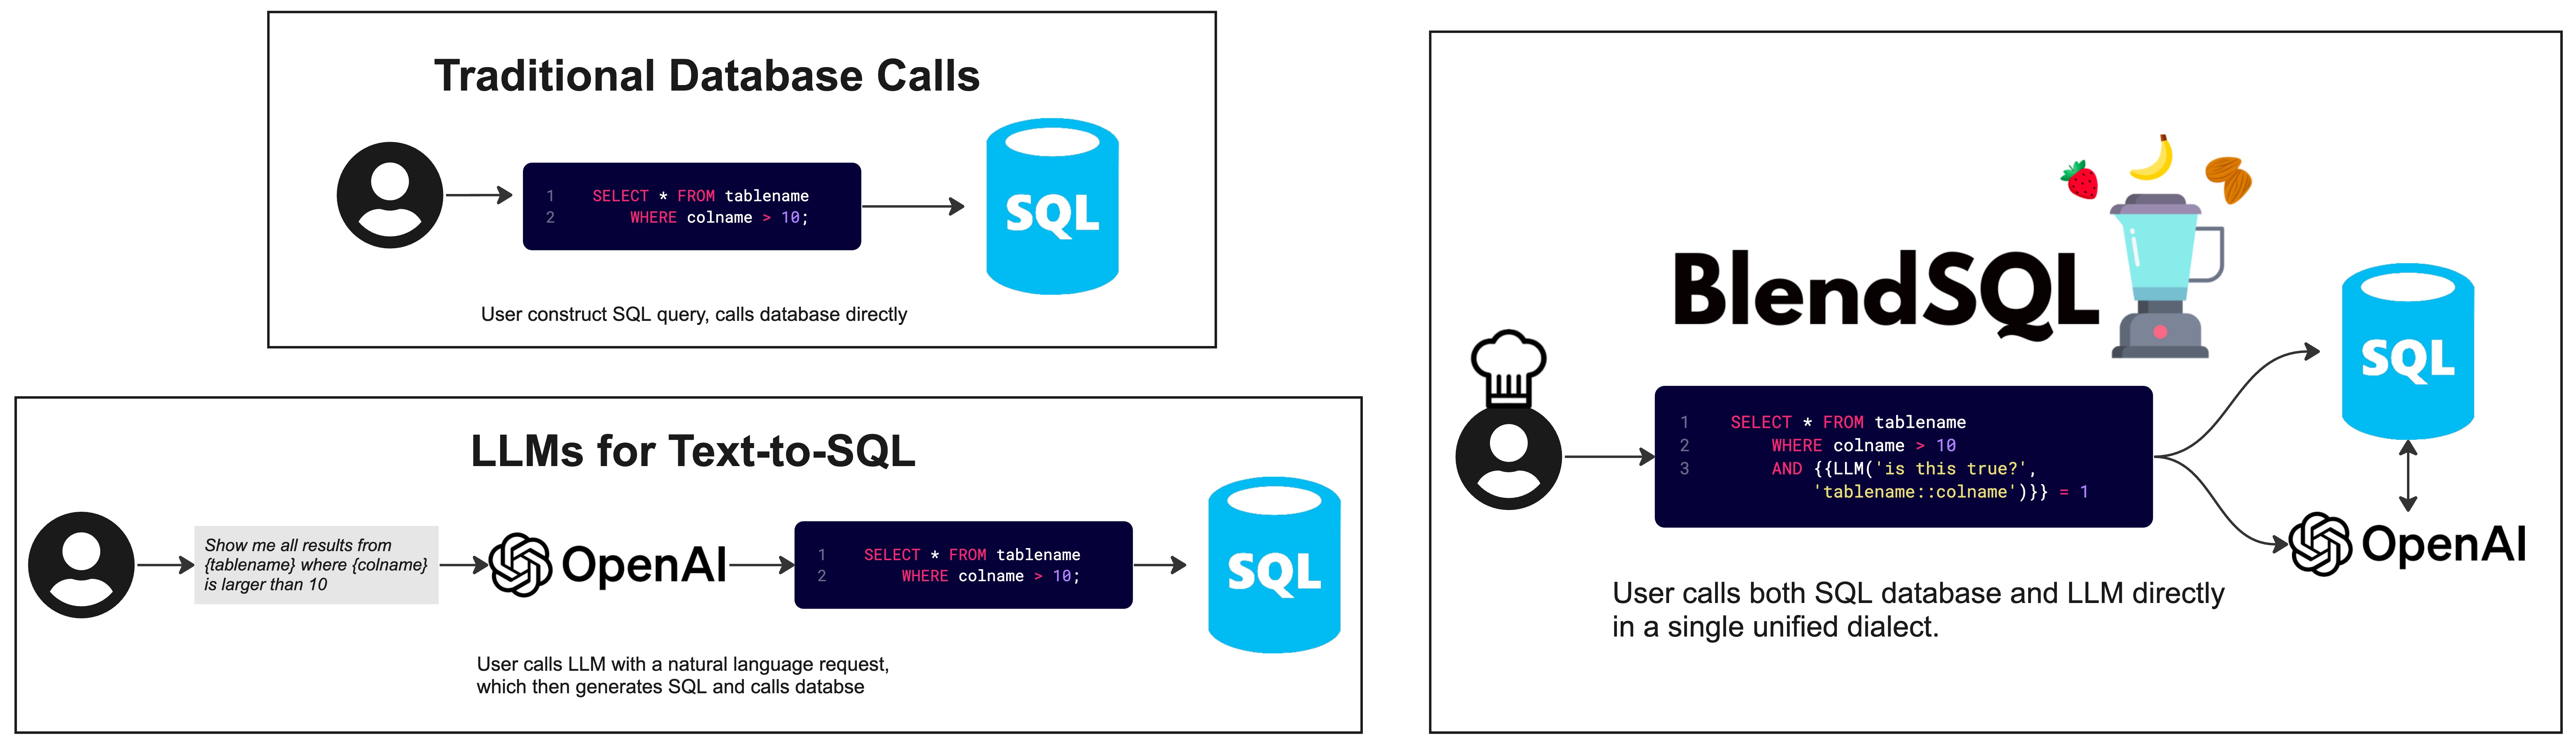 Traditional Database Calls
1 SELECT * FROM tablename
2 WHERE colname > 10;
SQL
User construct SQL query, calls database directly
LLMs for Text-to-SQL
Show me all results from
{tablename} where {colname}
is larger than 10
OpenAI
1 SELECT * FROM tablename
2 WHERE colname > 10;
SQL
User calls LLM with a natural language request,
which then generates SQL and calls databse
BlendSQL
1 SELECT * FROM tablename
2 WHERE colname > 10
3 AND {{LLM('is this true?',
'tablename::colname')}} = 1
SQL
OpenAI
User calls both SQL database and LLM directly
in a single unified dialect.